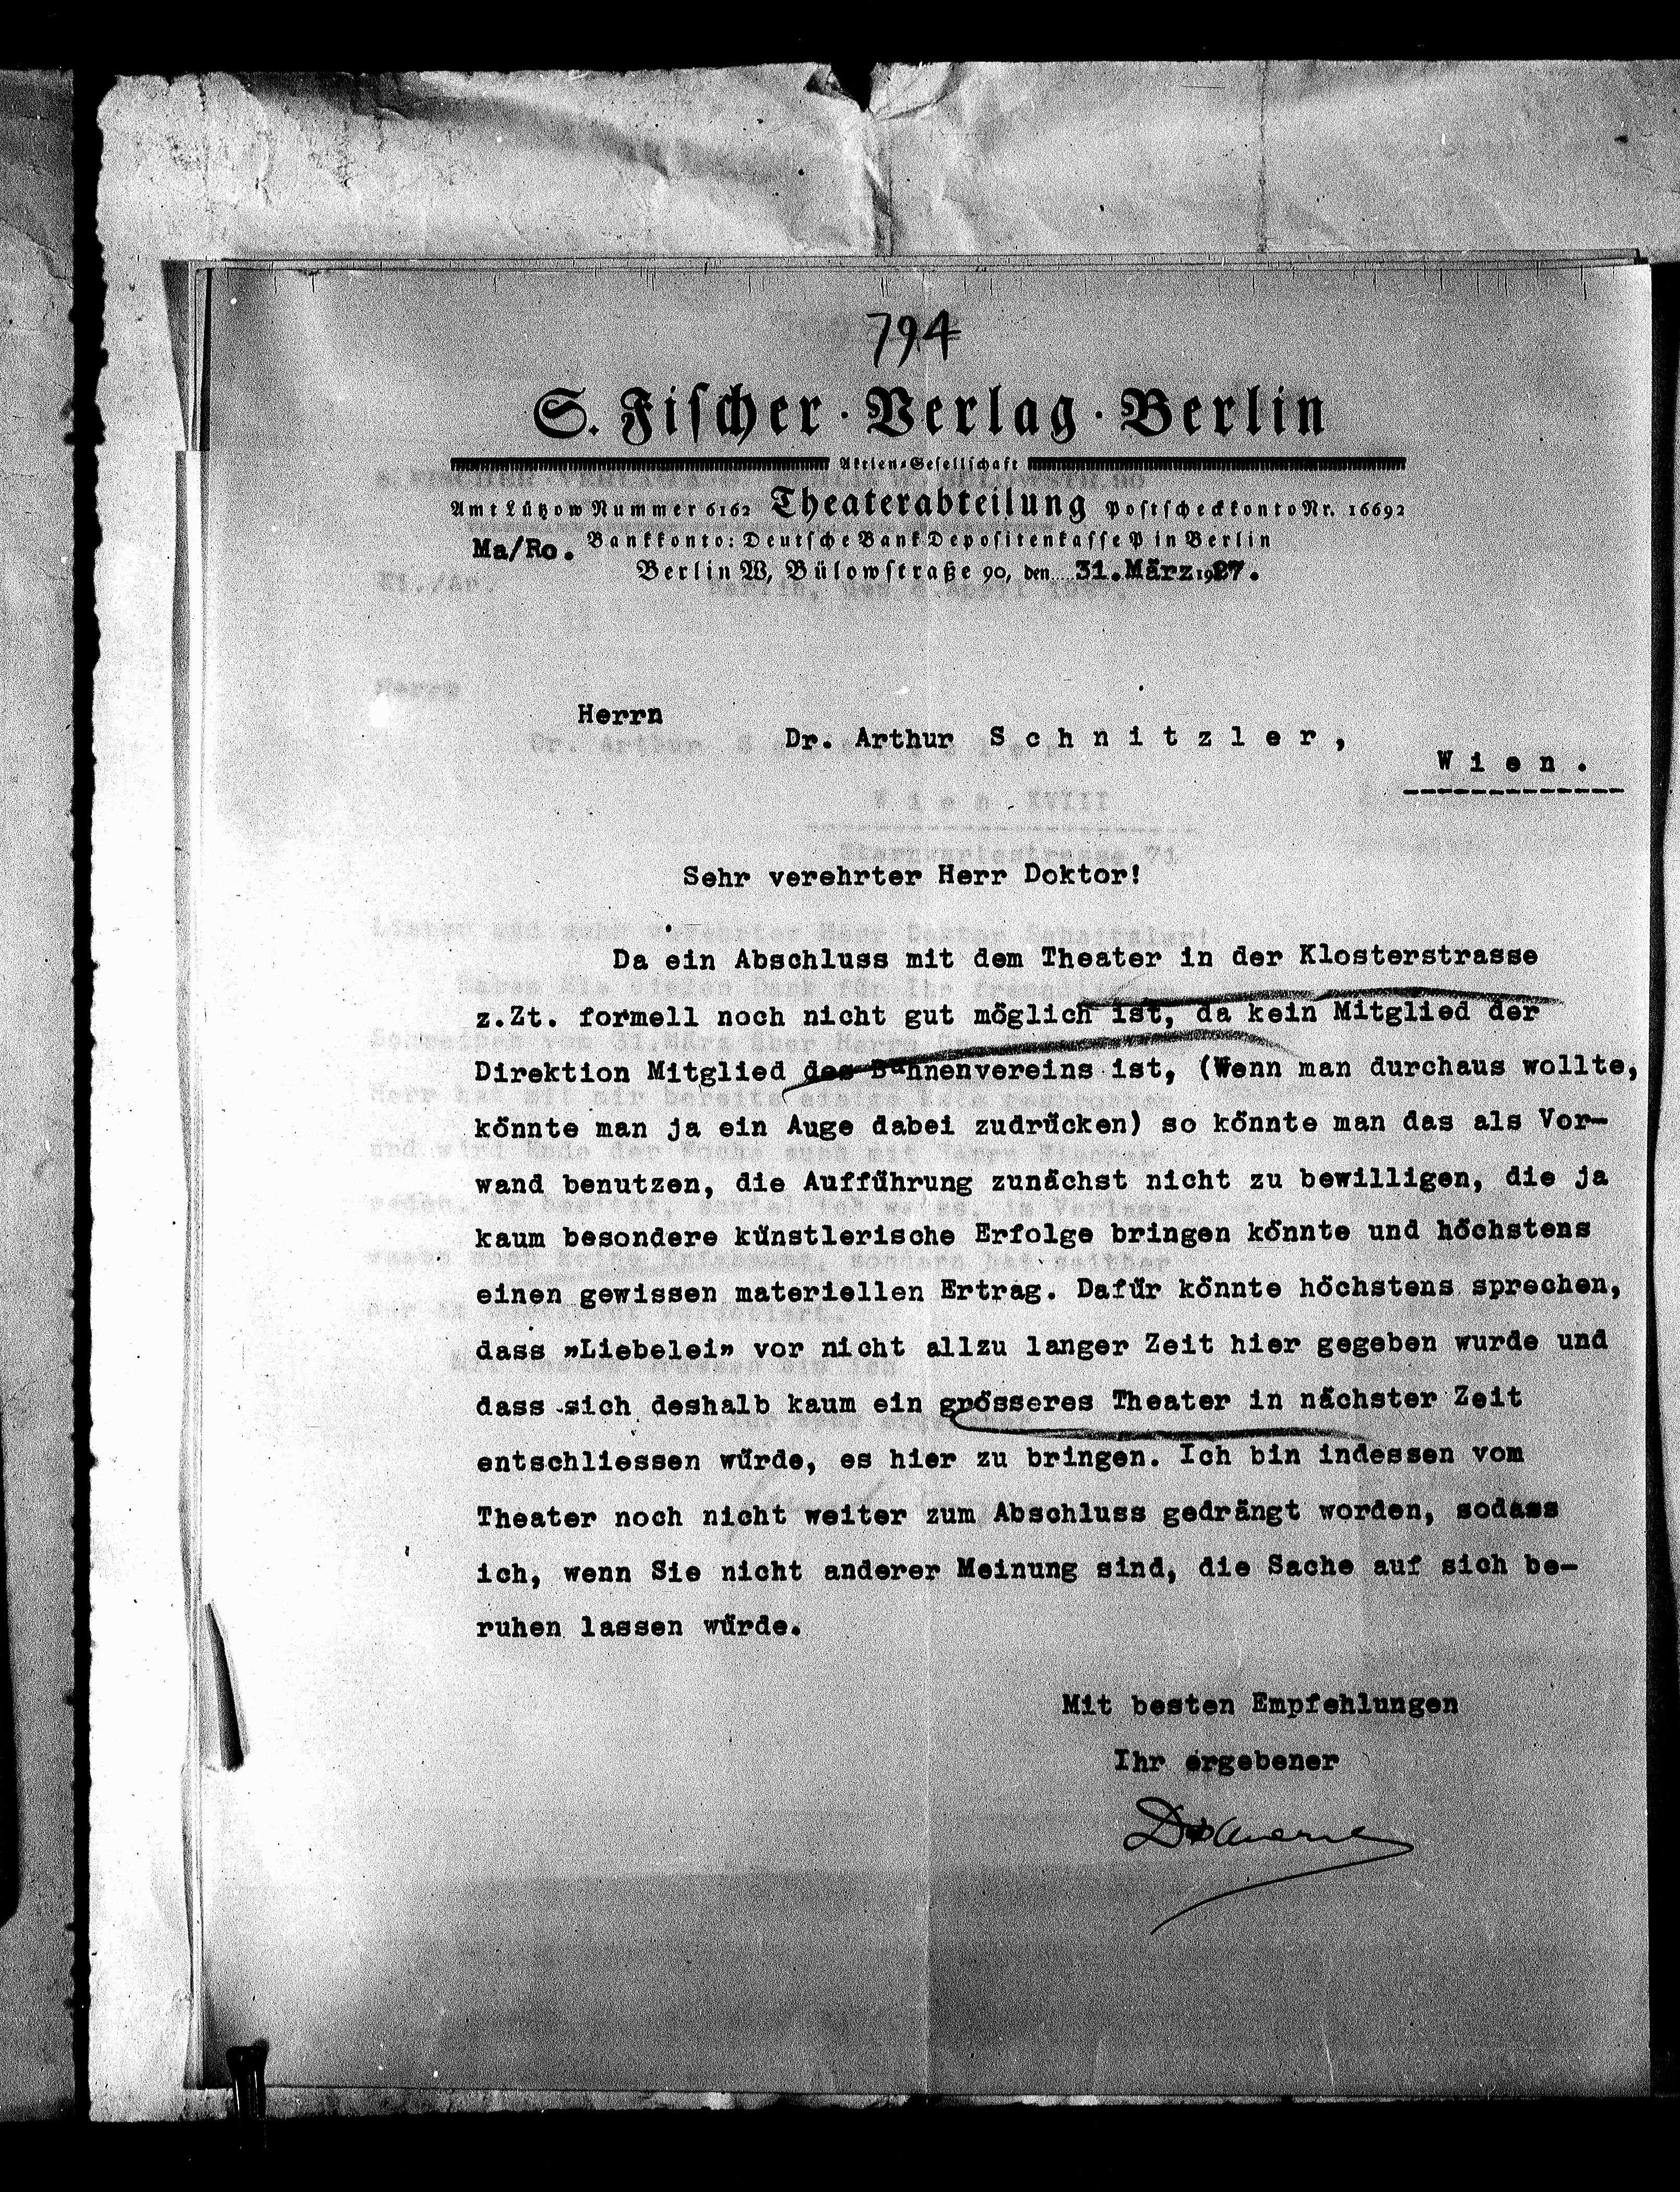 794
S. Fischer · Verlag · Berlin
Aktien-Gesellschaft
Amt Lützow Nummer 6162 Theaterabteilung Postscheckkonto Nr. 16692
Ma/Ro. Bankkonto: Deutsche Bank Depositenkasse P in Berlin
Berlin W, Bülowstraße 90, den 31. März 1927.
Herrn
Dr. Arthur Schnitzler,
Wien.
Sehr verehrter Herr Doktor!
Da ein Abschluss mit dem Theater in der Klosterstrasse
z.Zt. formell noch nicht gut möglich ist, da kein Mitglied der
Direktion Mitglied des Bühnenvereins ist, (Wenn man durchaus wollte,
könnte man ja ein Auge dabei zudrücken) so könnte man das als Vor-
wand benutzen, die Aufführung zunächst nicht zu bewilligen, die ja
kaum besondere künstlerische Erfolge bringen könnte und höchstens
einen gewissen materiellen Ertrag. Dafür könnte höchstens sprechen,
dass "Liebelei" vor nicht allzu langer Zeit hier gegeben wurde und
dass sich deshalb kaum ein grösseres Theater in nächster Zeit
entschliessen würde, es hier zu bringen. Ich bin indessen vom
Theater noch nicht weiter zum Abschluss gedrängt worden, sodass
ich, wenn Sie nicht anderer Meinung sind, die Sache auf sich be-
ruhen lassen würde.
Mit besten Empfehlungen
Ihr ergebener